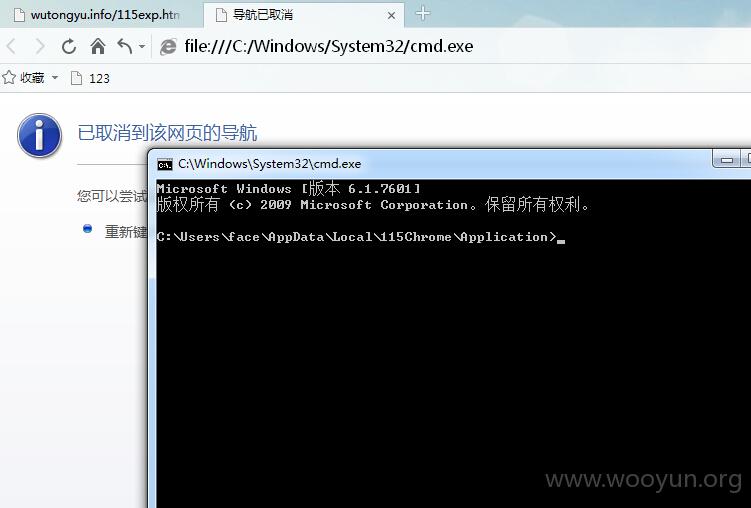 wutongyu.info/115exp.htm
导航已取消
file:///C:/Windows/System32/cmd.exe
收藏
123
已取消到该网页的导航
您可以尝试
重新键
C:\Windows\System32\cmd.exe
Microsoft Windows [版本 6.1.7601]
版权所有 (c) 2009 Microsoft Corporation。保留所有权利。
C:\Users\face\AppData\Local\115Chrome\Application>
www.wooyun.org